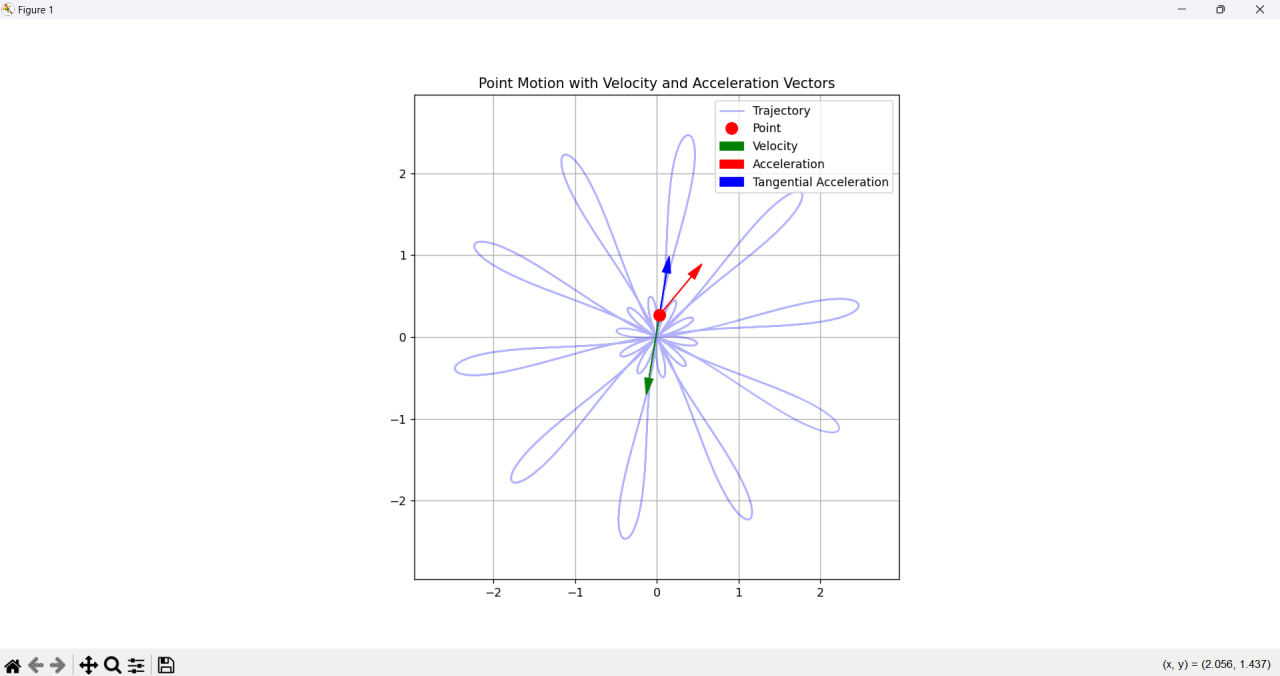 Figure 1
Point Motion with Velocity and Acceleration Vectors
Trajectory
Point
Velocity
Acceleration
Tangential Acceleration
2
1
0
−1
−2
−2
−1
0
1
2
(x, y) = (2.056, 1.437)